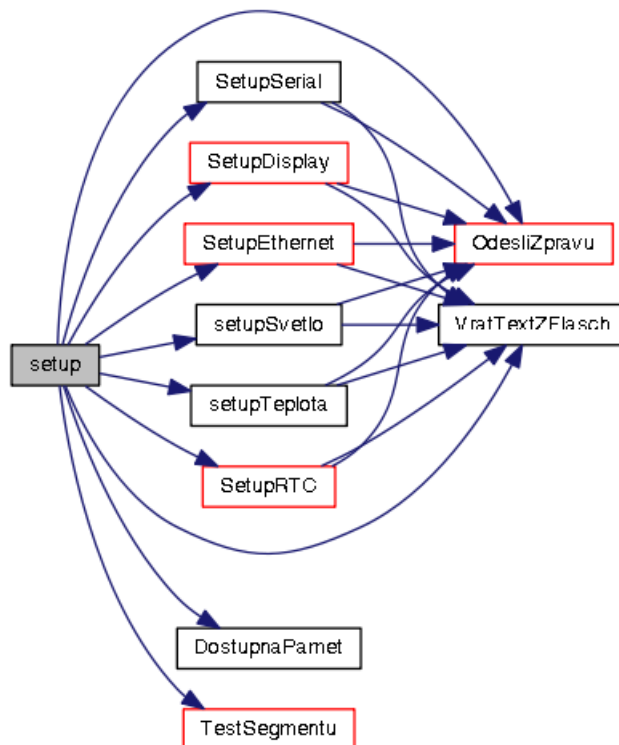 SetupSerial
SetupDisplay
SetupEthernet
OdesliZpravu
setupSvetlo
VratTextZFlasch
setup
setupTeplota
SetupRTC
DostupnaPamet
TestSegmentu